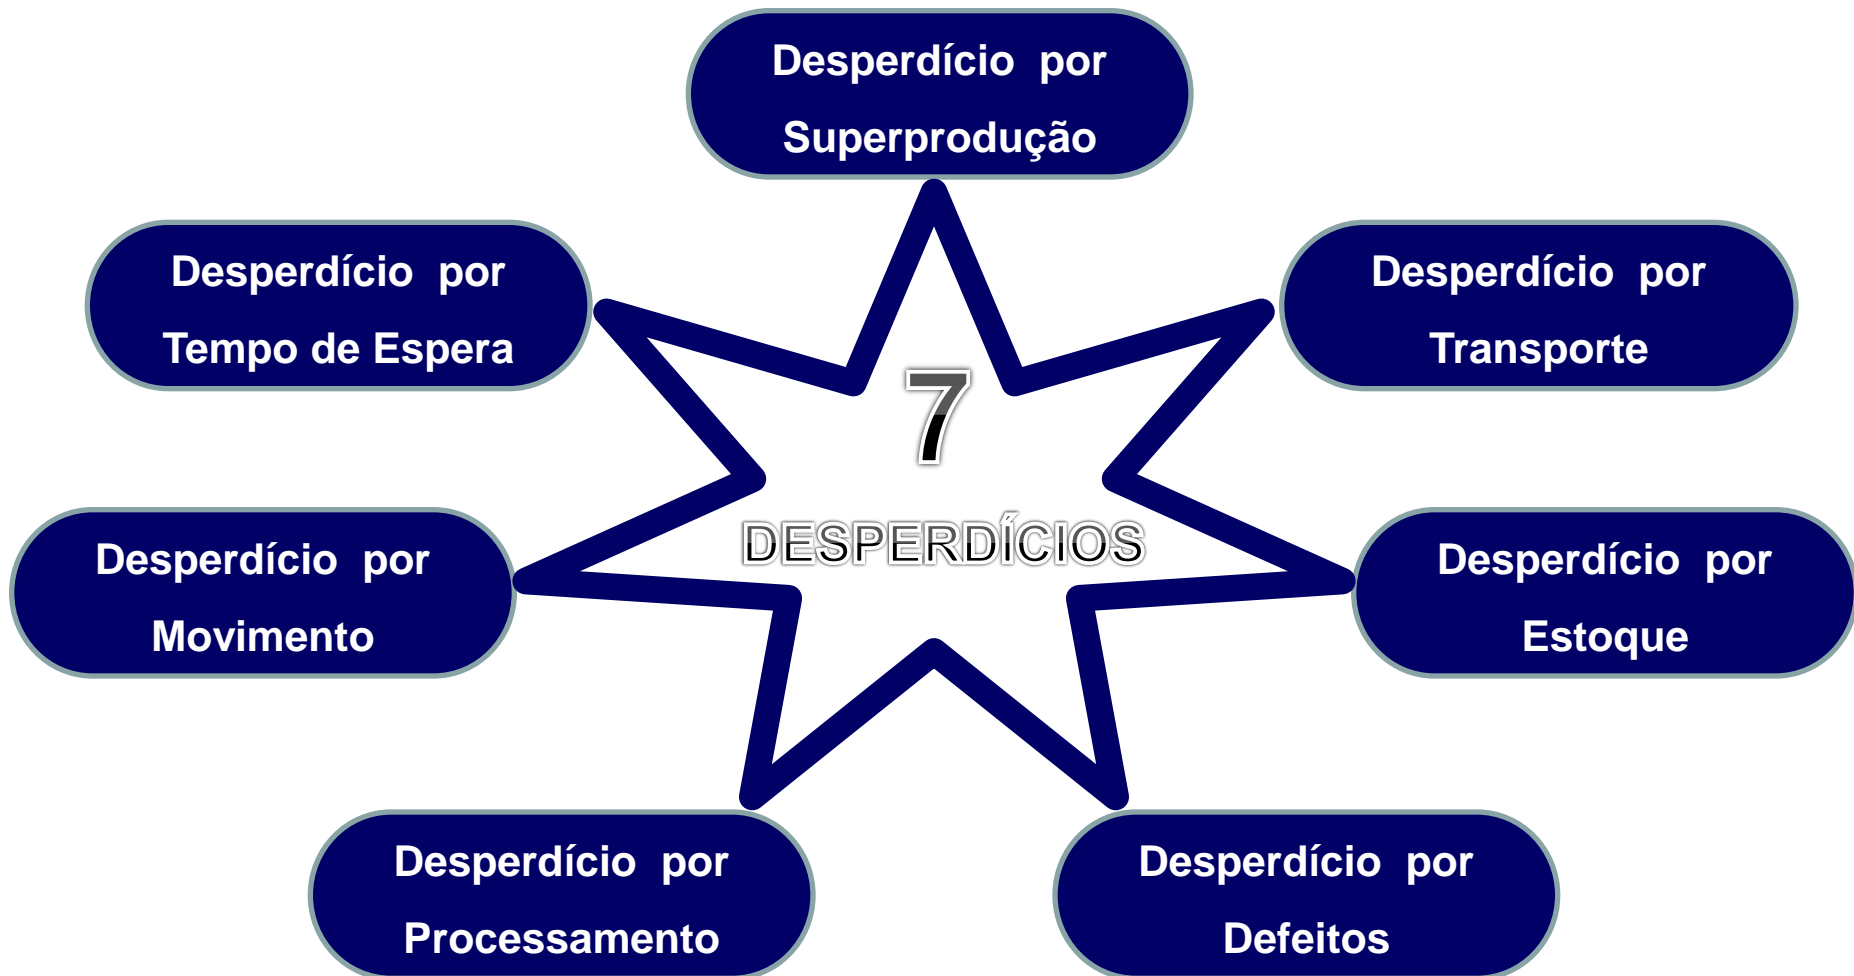 Desperdício por
Superprodução
Desperdício por
Tempo de Espera
Desperdício por
Transporte
7
DESPERDÍCIOS
Desperdício por
Movimento
Desperdício por
Estoque
Desperdício por
Processamento
Desperdício por
Defeitos